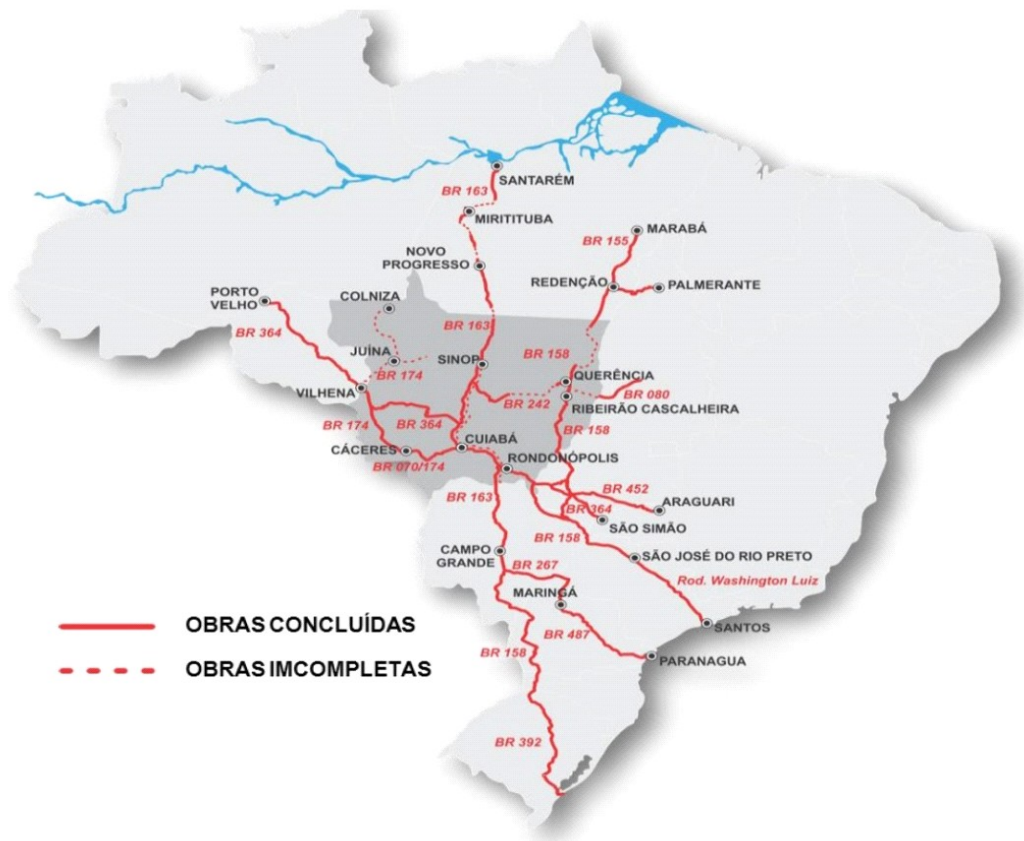 SANTARÉM
BR 163
MIRITITUBA
MARABÁ
BR 155
NOVO
PROGRESSO
REDENÇÃO
PALMERANTE
PORTO
VELHO
COLNIZA
BR 364
BR 163
JUÍNA
SINOP
BR 158
BR 174
QUERÊNCIA
VILHENA
BR 080
BR 242
RIBEIRÃO CASCALHEIRA
BR 174
BR 364
BR 158
CUIABÁ
CÁCERES
RONDONÓPOLIS
BR 070/174
BR 163
BR 452
ARAGUARI
BR 364
SÃO SIMÃO
BR 158
CAMPO
GRANDE
SÃO JOSÉ DO RIO PRETO
BR 267
Rod. Washington Luiz
MARINGÁ
OBRAS CONCLUÍDAS
SANTOS
BR 487
BR 158
PARANAGUA
OBRAS IMCOMPLETAS
BR 392